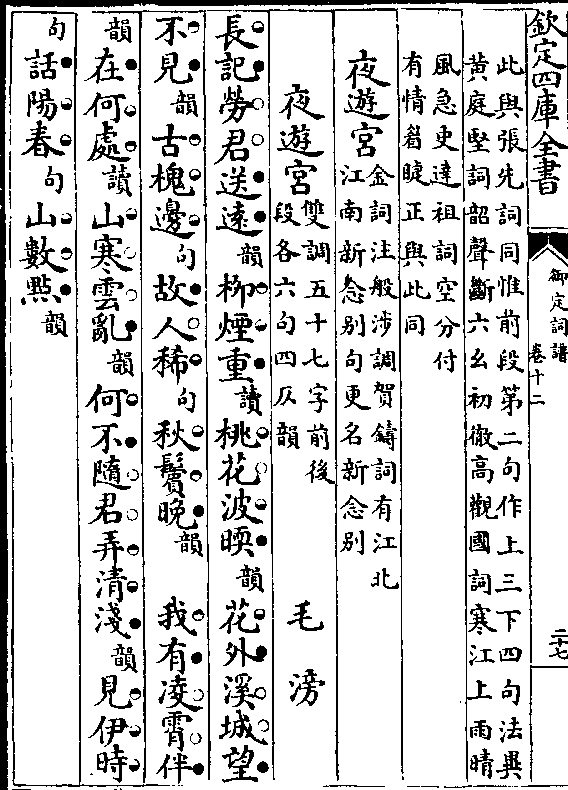 欽定四庫全書
御定詞譜
卷十二
二十七
此與張先詞同惟前段第二句作上三下四句法異
黃庭堅詞韶聲斷六幺初徹高觀國詞寒江上雨晴
風急史達祖詞空分付
有情眉睫正與此同
夜遊宮
金詞注般涉調賀鑄詞有江北
江南新念别句更名新念别
夜遊宮
雙調五十七字前後
段各六句四仄韻
毛滂
長記勞君送遠韻柳煙重讀桃花波暝韻花外溪城望
不見韻古槐邊句故人稀句秋鬢晚韻 我有凌霄伴
韻在何處讀山寒雲亂韻何不隨君弄清淺韻見伊時
句話陽春句山數點韻